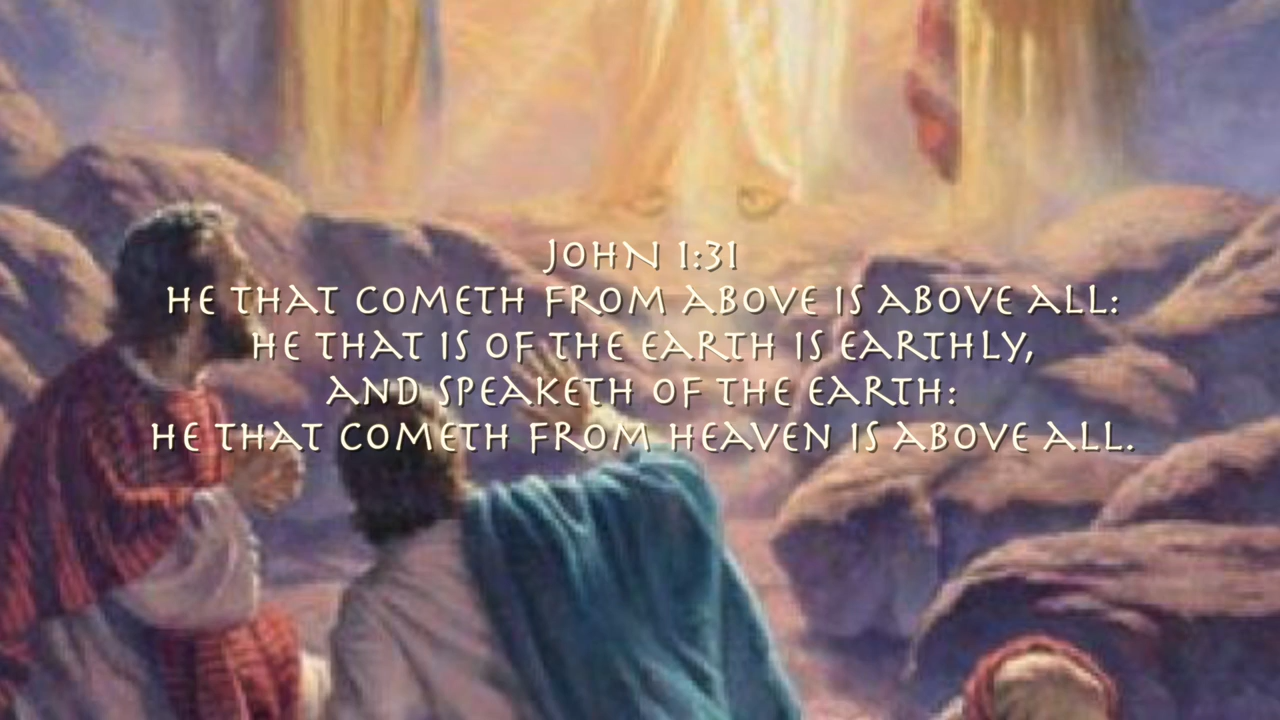 JOHN 1:31
HE THAT COMETH FROM ABOVE IS ABOVE ALL:
HE THAT IS OF THE EARTH IS EARTHLY,
AND SPEAKETH OF THE EARTH:
HE THAT COMETH FROM HEAVEN IS ABOVE ALL.